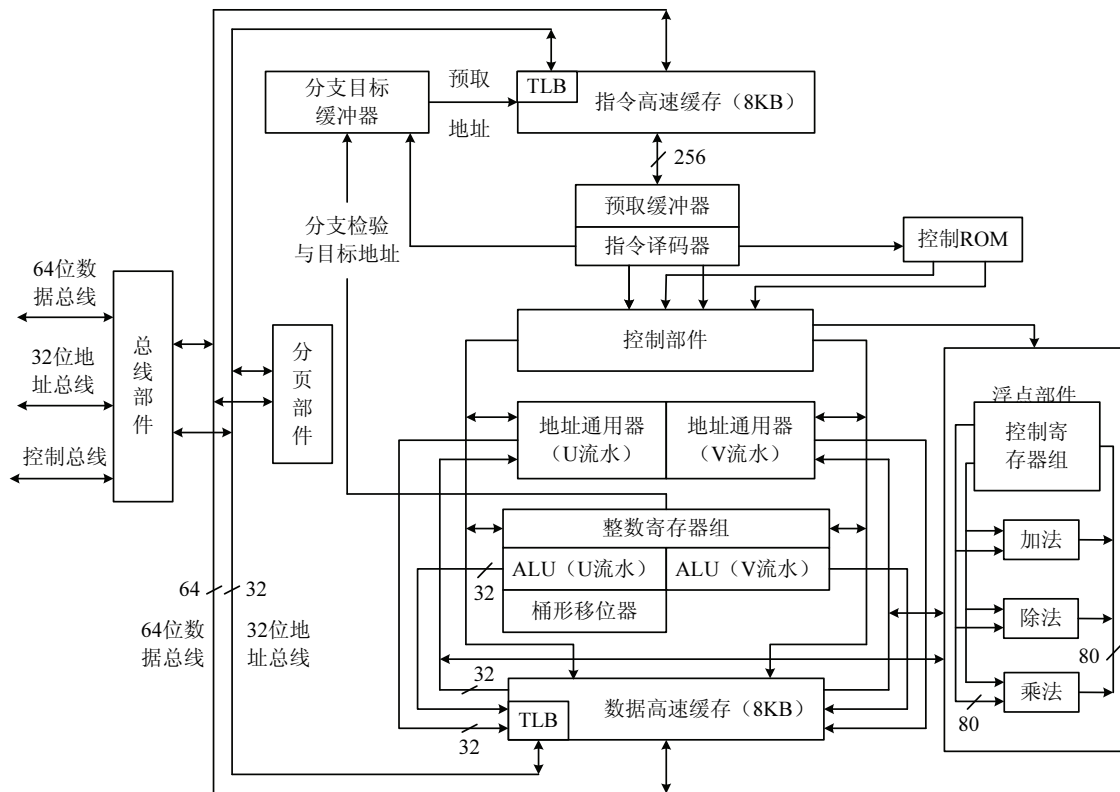 分支目标
缓冲器
预取
地址
TLB
指令高速缓存（8KB）
256
预取缓冲器
指令译码器
控制ROM
分支检验
与目标地址
64位数
据总线
32位地
址总线
控制总线
总线部件
分页部件
控制部件
地址通用器
（U流水）
地址通用器
（V流水）
整数寄存器组
ALU（U流水）
ALU（V流水）
32
桶形移位器
浮点部件
控制寄
存器组
加法
除法
80
乘法
80
64
32
64位数
据总线
32位地
址总线
32
数据高速缓存（8KB）
TLB
32